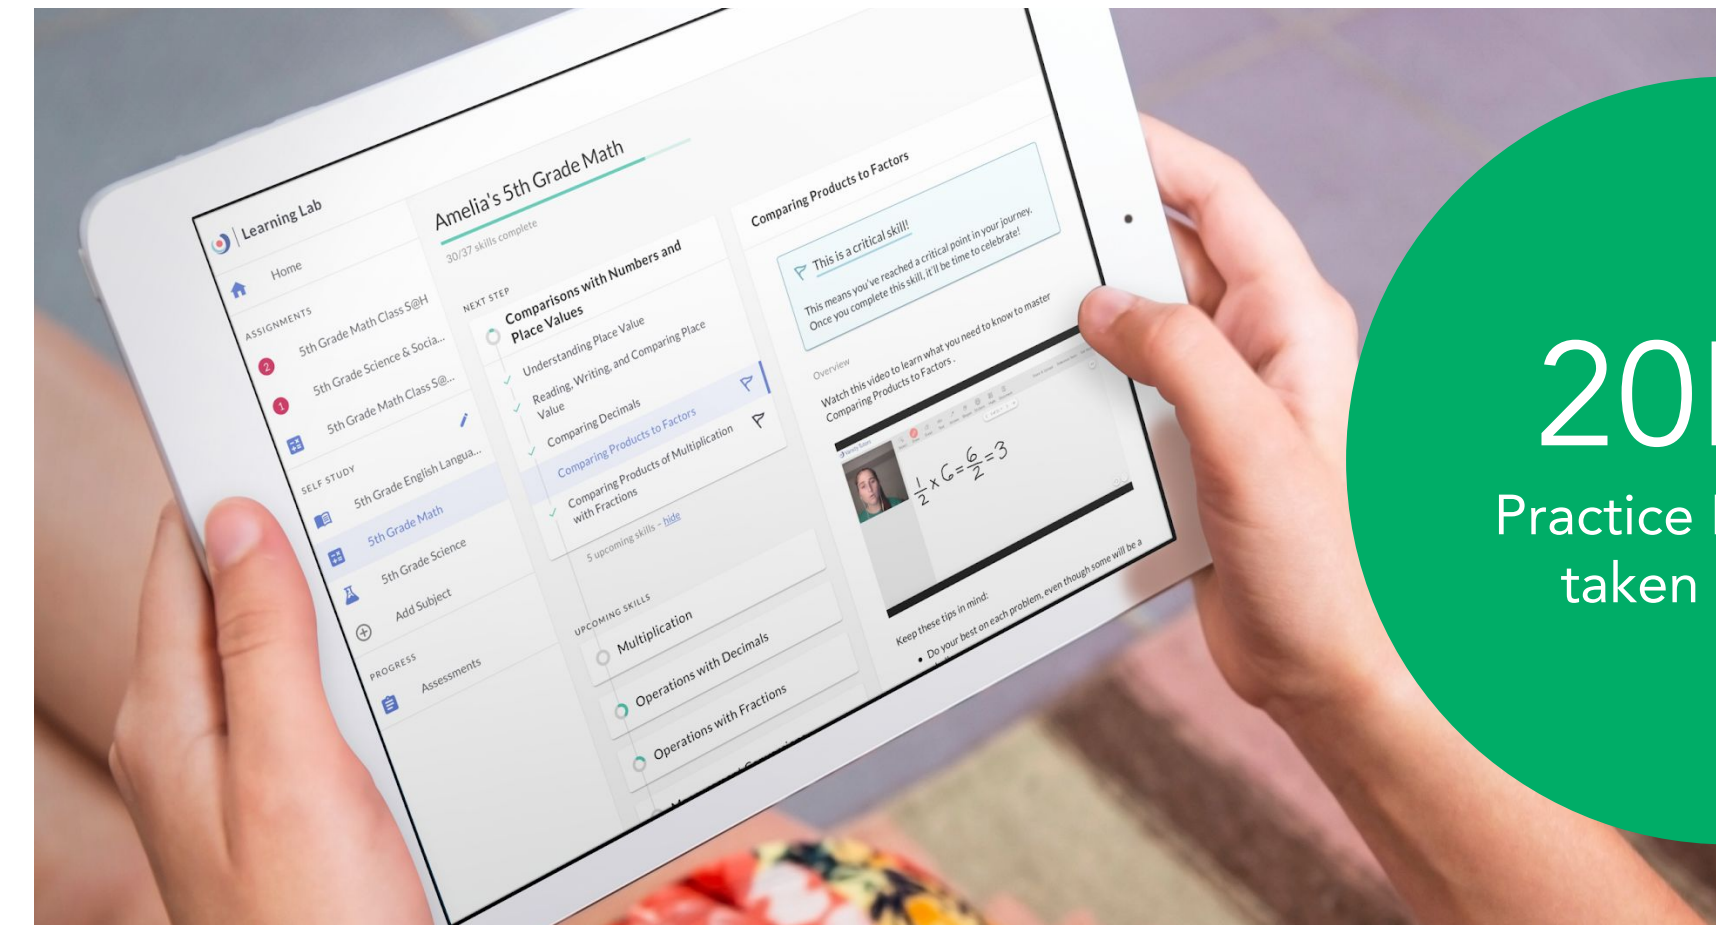 Learning Lab
Home
ASSIGNMENTS
2
5th Grade Math Class S@H
1
5th Grade Science & Socia...
5th Grade Math Class S@...
SELF STUDY
5th Grade English Langua...
5th Grade Math
5th Grade Science
Add Subject
PROGRESS
Assessments
Amelia's 5th Grade Math
30/37 skills complete
NEXT STEP
Comparisons with Numbers and
Place Values
Understanding Place Value
Reading, Writing, and Comparing Place
Value
Comparing Decimals
Comparing Products to Factors
Comparing Products of Multiplication
with Fractions
5 upcoming skills – hide
UPCOMING SKILLS
Multiplication
Operations with Decimals
Operations with Fractions
Comparing Products to Factors
This is a critical skill!
This means you've reached a critical point in your journey.
Once you complete this skill, it'll be time to celebrate!
Overview
Watch this video to learn what you need to know to master
Comparing Products to Factors .
1/2 x 6 = 6/2 = 3
Keep these tips in mind:
• Do your best on each problem, even though some will be a
20
Practice
taken